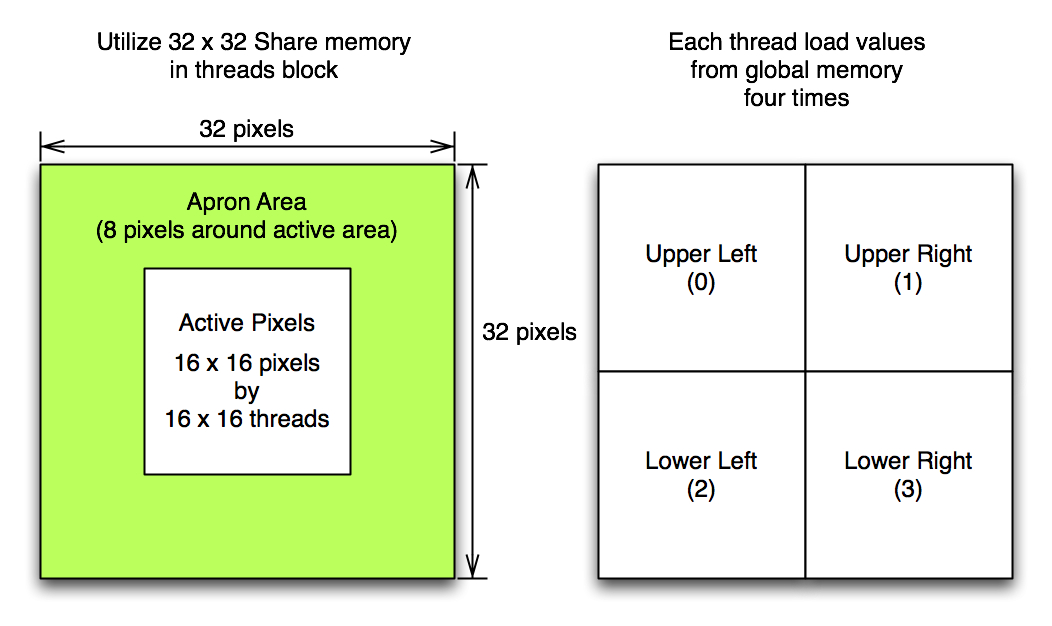 Utilize 32 x 32 Share memory
in threads block
32 pixels
Apron Area
(8 pixels around active area)
Active Pixels
16 x 16 pixels
by
16 x 16 threads
32 pixels
Each thread load values
from global memory
four times
Upper Left
(0)
Upper Right
(1)
Lower Left
(2)
Lower Right
(3)